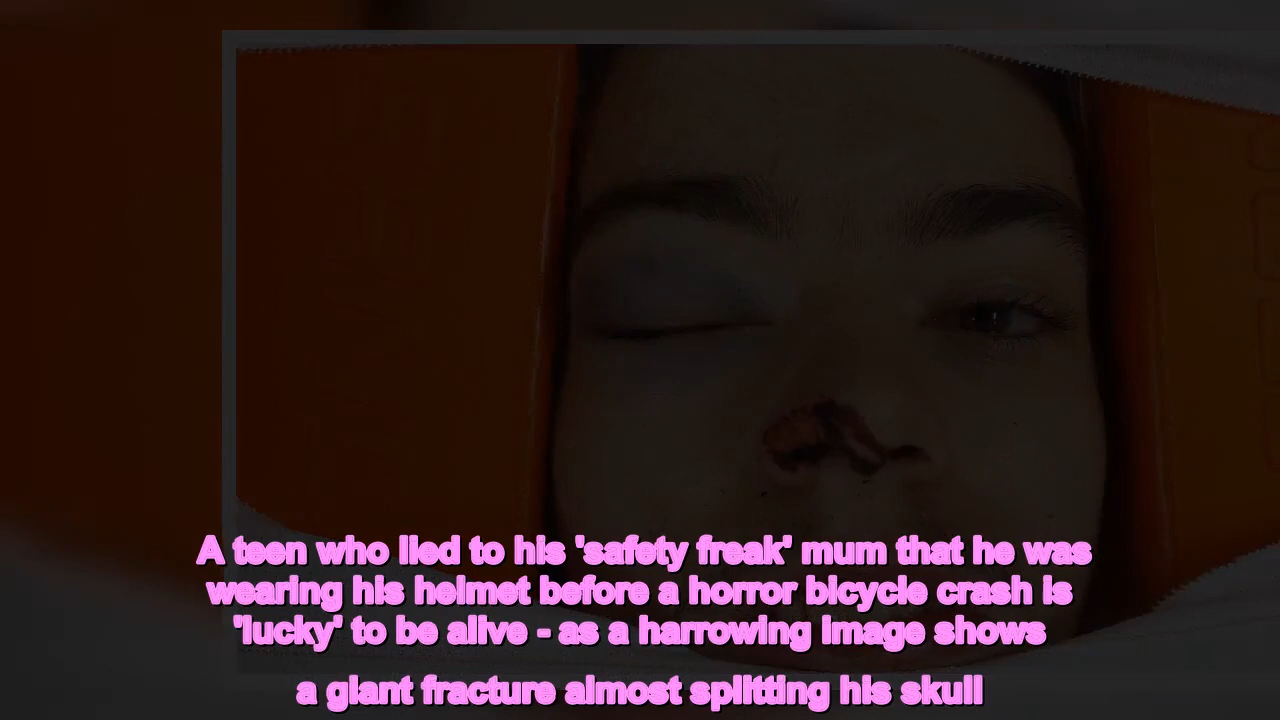 A teen who lied to his 'safety freak' mum that he was
wearing his helmet before a horror bicycle crash is
'lucky' to be alive - as a harrowing image shows
a giant fracture almost splitting his skull